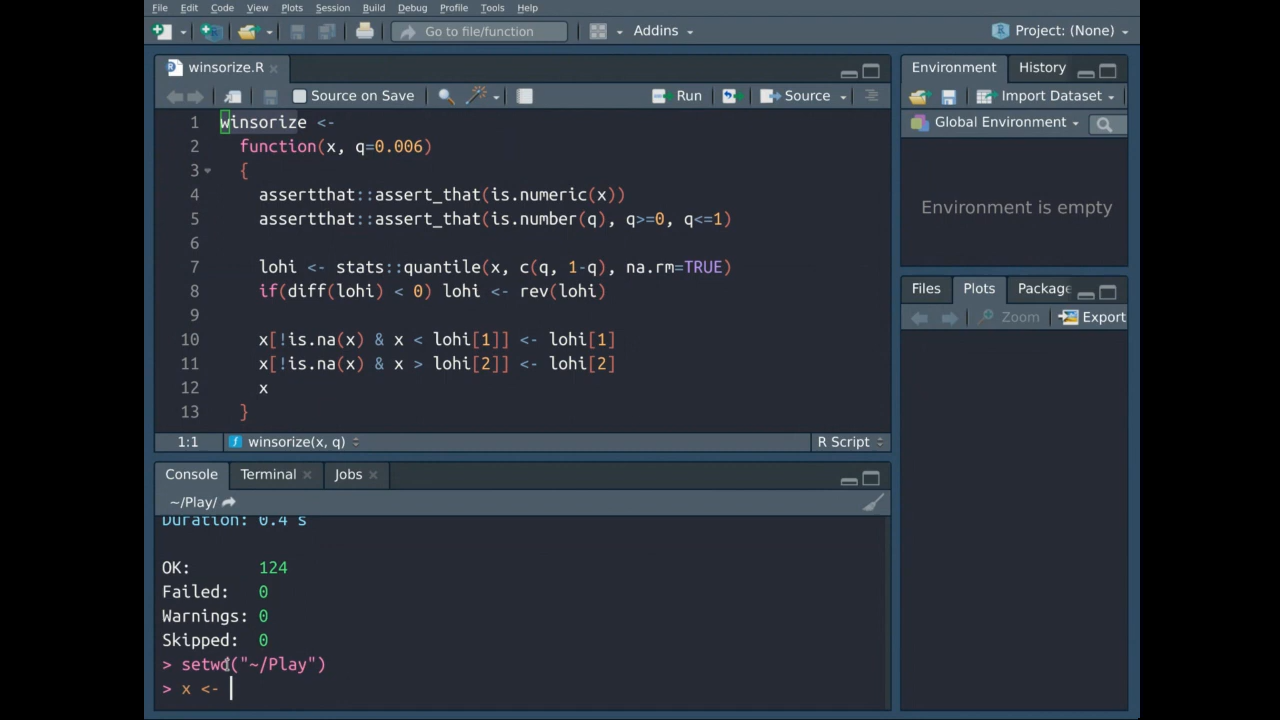 File Edit Code View Plots Session Build Debug Profile Tools Help
Go to file/function Addins Project: (None)
winsorize.R
Source on Save Run Source
1 winsorize <-
2 function(x, q=0.006)
3 {
4 assertthat::assert_that(is.numeric(x))
5 assertthat::assert_that(is.number(q), q>=0, q<=1)
6
7 lohi <- stats::quantile(x, c(q, 1-q), na.rm=TRUE)
8 if(diff(lohi) < 0) lohi <- rev(lohi)
9
10 x[!is.na(x) & x < lohi[1]] <- lohi[1]
11 x[!is.na(x) & x > lohi[2]] <- lohi[2]
12 x
13 }
1:1 winsorize(x, q) R Script
Console Terminal Jobs
~/Play/
Duration: 0.4 s
OK: 124
Failed: 0
Warnings: 0
Skipped: 0
> setwd("~/Play")
> x <-
Environment History
Import Dataset
Global Environment
Environment is empty
Files Plots Package
Zoom Export